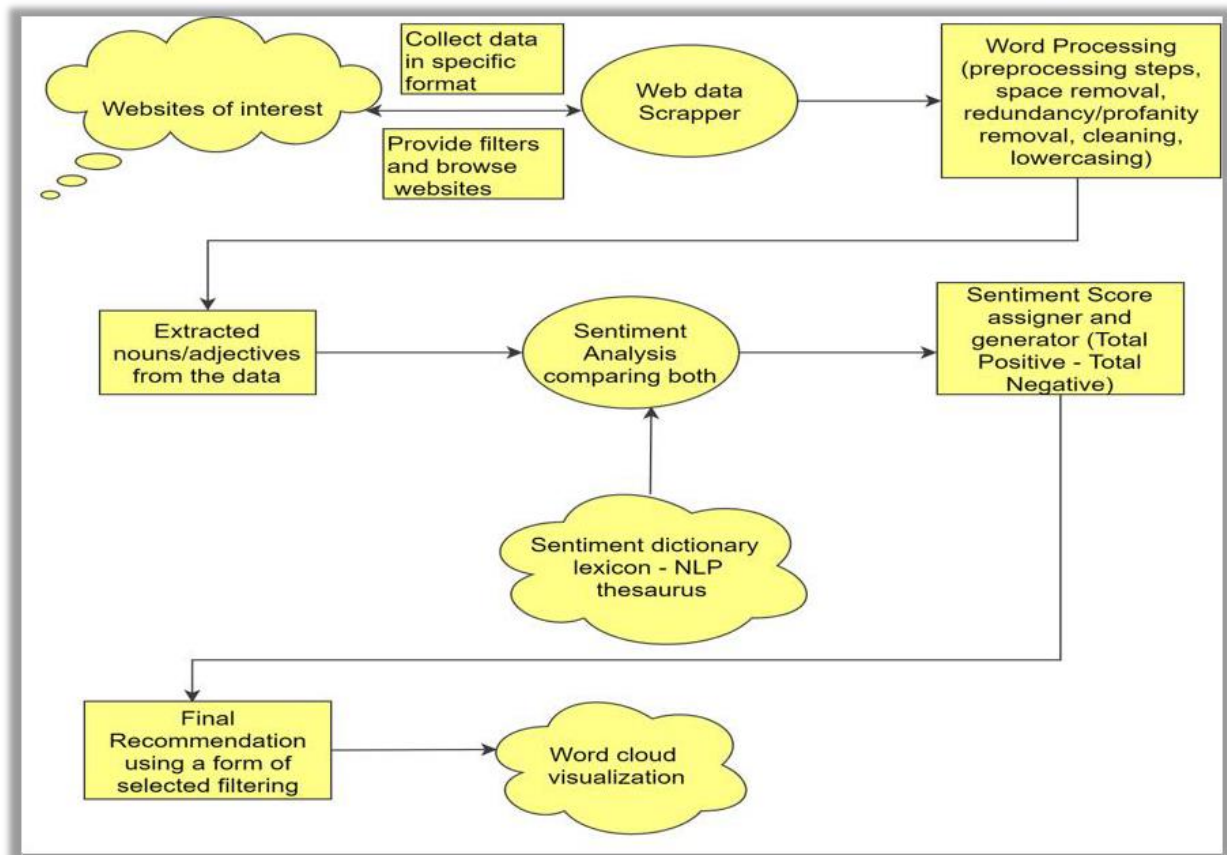 Websites of interest
Collect data
in specific
format
Provide filters
and browse
websites
Web data
Scrapper
Word Processing
(preprocessing steps,
space removal,
redundancy/profanity
removal, cleaning,
lowercasing)
Extracted
nouns/adjectives
from the data
Sentiment
Analysis
comparing both
Sentiment Score
assigner and
generator (Total
Positive - Total
Negative)
Sentiment dictionary
lexicon - NLP
thesaurus
Final
Recommendation
using a form of
selected filtering
Word cloud
visualization